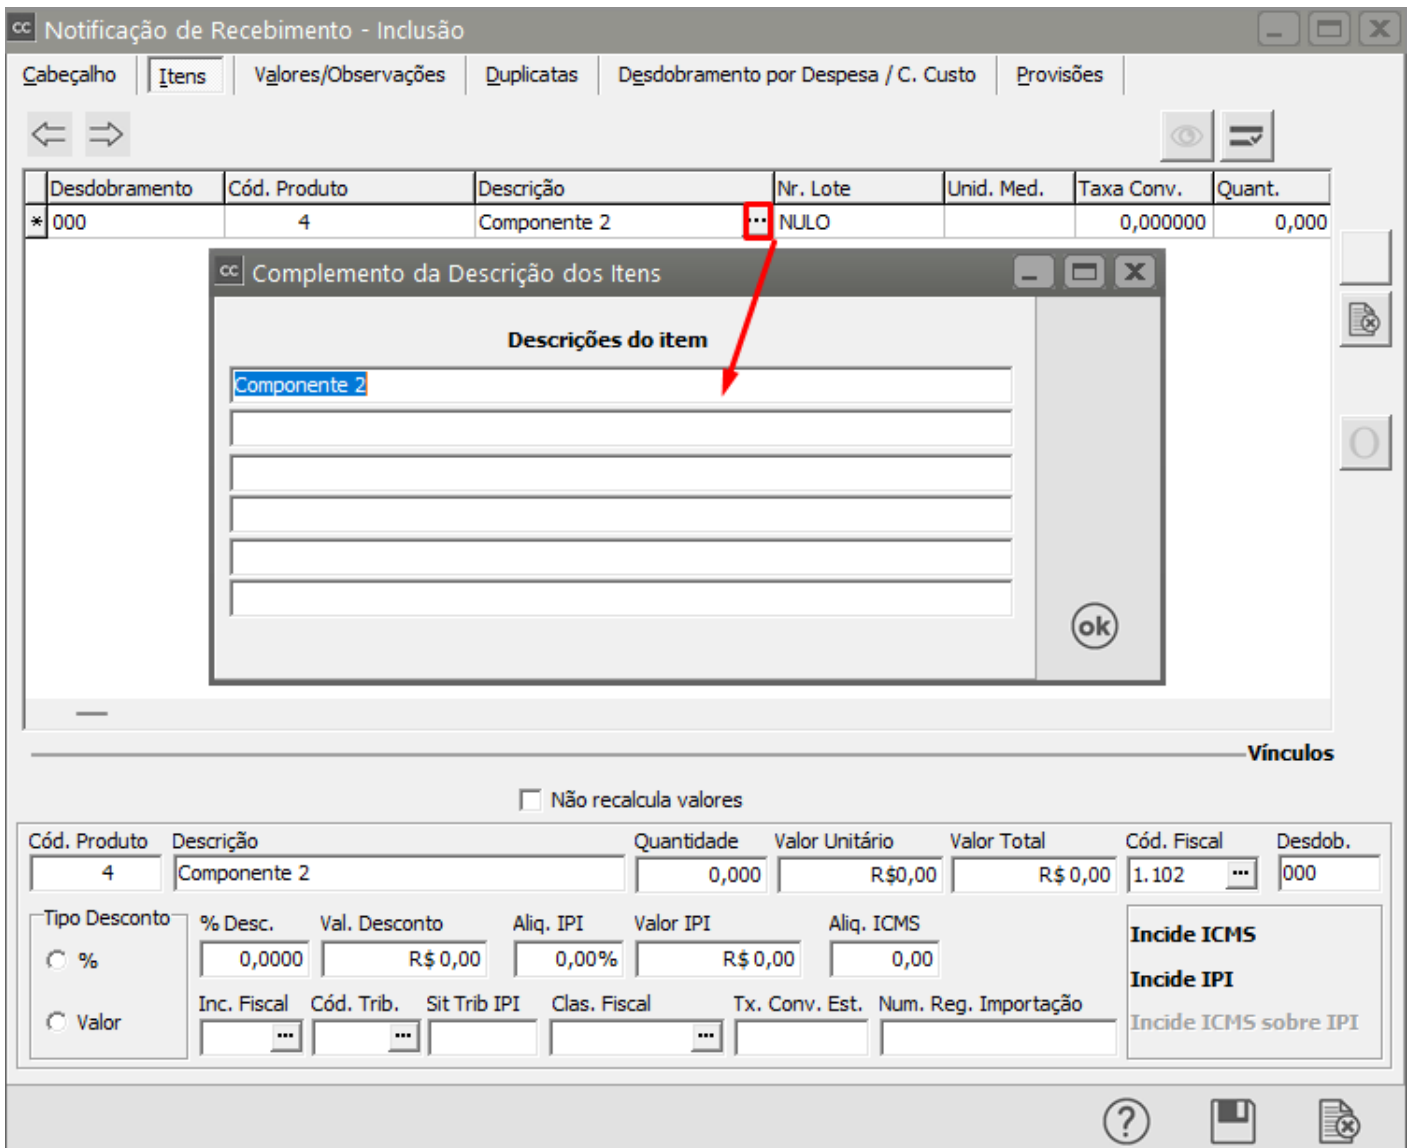 cc Notificação de Recebimento - Inclusão
Cabeçalho Itens Valores/Observações Duplicatas Desdobramento por Despesa / C. Custo Provisões
Desdobramento Cód. Produto Descrição Nr. Lote Unid. Med. Taxa Conv. Quant.
* 000 4 Componente 2 ... NULO 0,000000 0,000
cc Complemento da Descrição dos Itens
Descrições do item
Componente 2
ok
Vínculos
Não recalcula valores
Cód. Produto Descrição Quantidade Valor Unitário Valor Total Cód. Fiscal Desdob.
4 Componente 2 0,000 R$0,00 R$ 0,00 1.102 ... 000
Tipo Desconto % Desc. Val. Desconto Aliq. IPI Valor IPI Aliq. ICMS
% 0,0000 R$ 0,00 0,00% R$ 0,00 0,00
Incide ICMS
Incide IPI
Inc. Fiscal Cód. Trib. Sit Trib IPI Clas. Fiscal Tx. Conv. Est. Num. Reg. Importação
Valor ... ... ... Incide ICMS sobre IPI
?